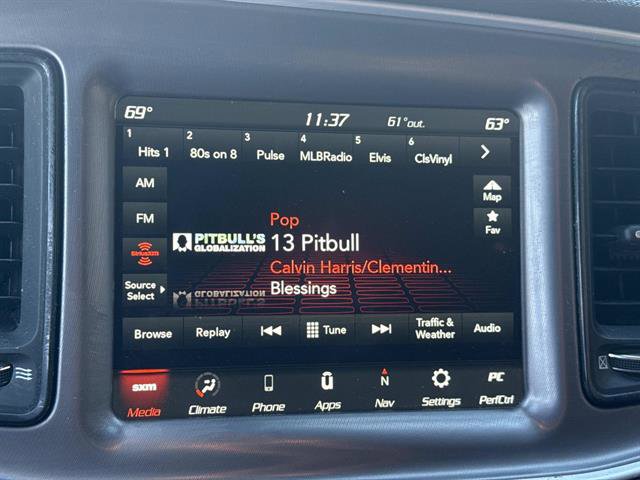 69° 11:37 61°out. 63°
1 2 3 4 5 6
Hits 1 80s on 8 Pulse MLBRadio Elvis ClsVinyl
AM
Map
FM
Fav
Pop
PITBULL'S
GLOBALIZATION
13 Pitbull
SiriusXM
Calvin Harris/Clementin...
Source
Select
Blessings
Browse Replay Tune Traffic &
Weather Audio
sxm
Media
Climate
Phone
u
Apps
N
Nav
Settings
PC
PerfCtrl